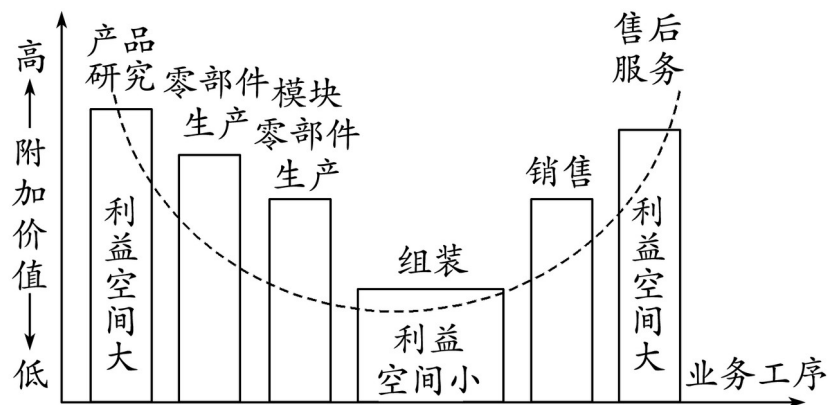 高
附加价值
低
产品
研究
利益空间大
零部件
生产
模块
零部件
生产
组装
利益
空间小
销售
售后
服务
利益空间大
业务工序